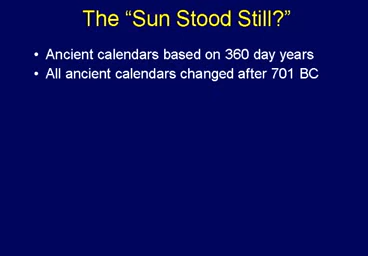 The “Sun Stood Still?”
• Ancient calendars based on 360 day years
• All ancient calendars changed after 701 BC